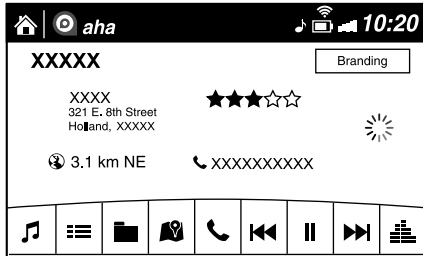 aha 10:20
XXXXX
Branding
XXXX
321 E. 8th Street
Holland, XXXXX
3.1 km NE
XXXXXXXXXX